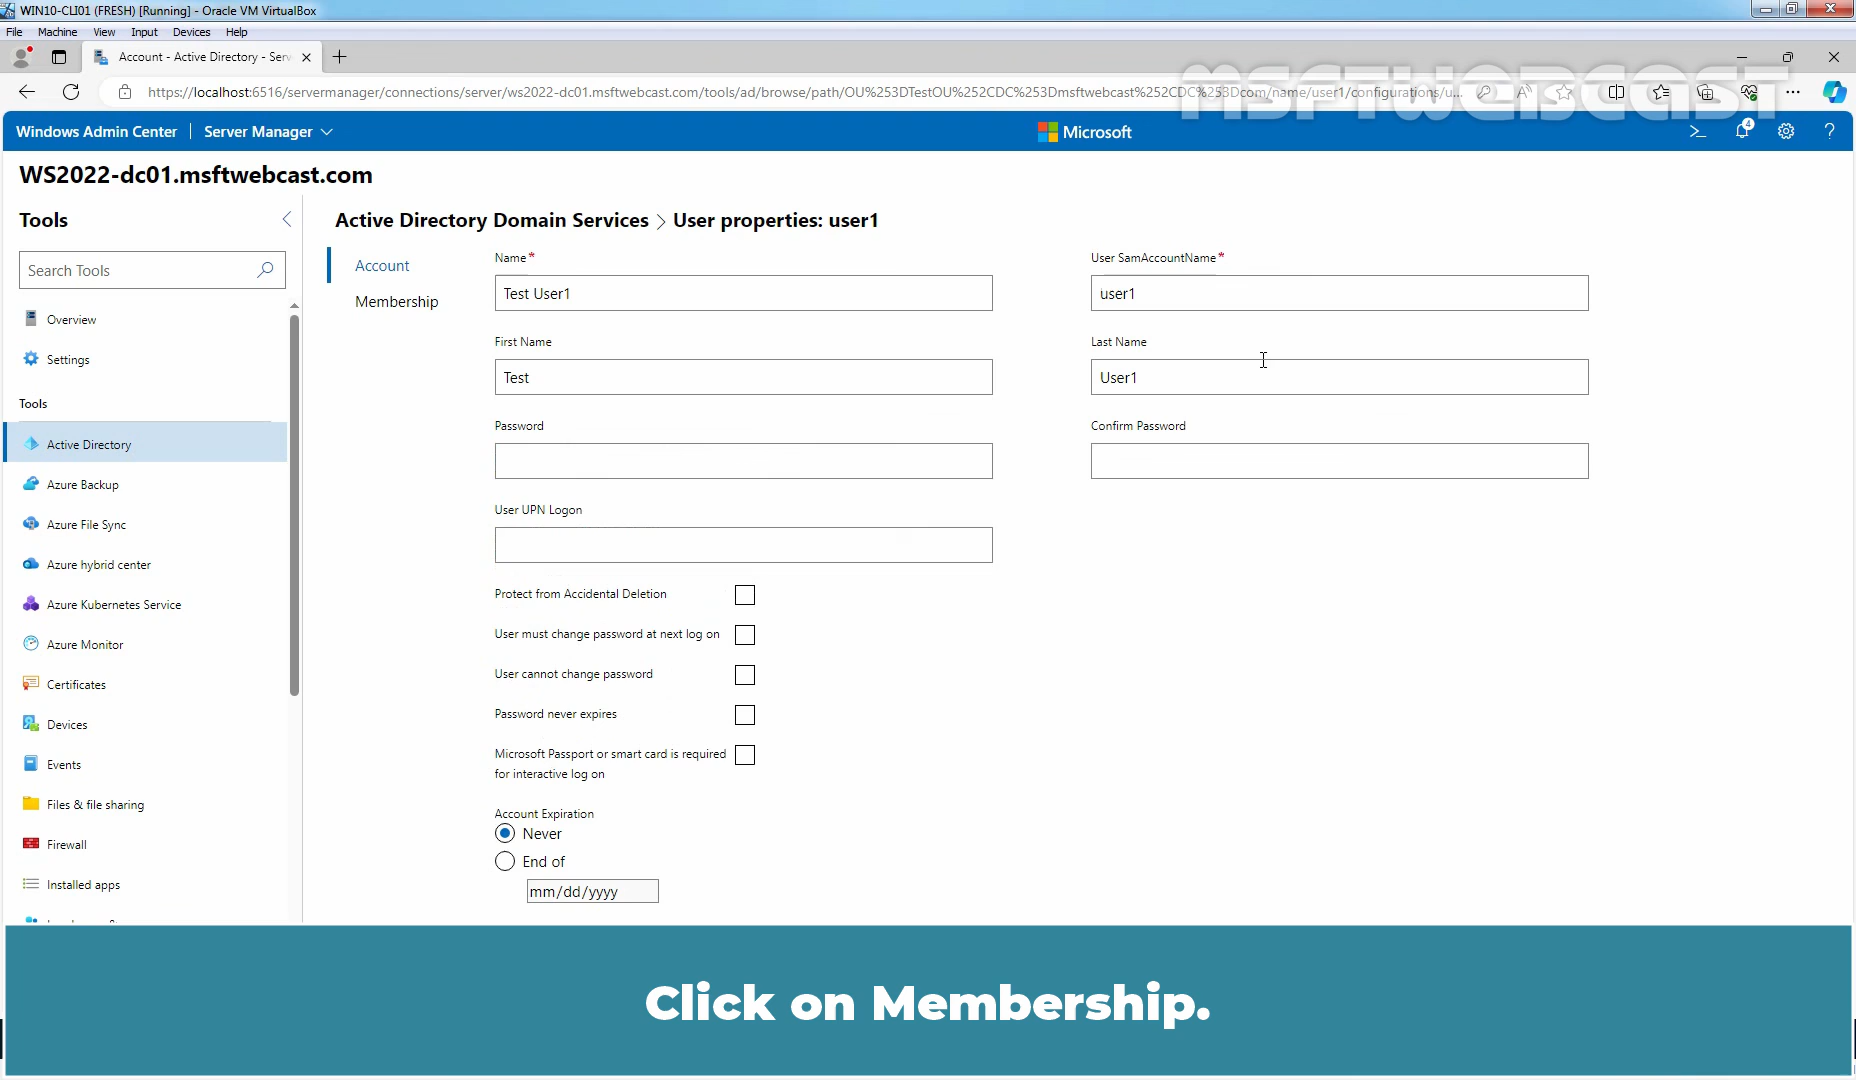 WIN10-CLI01 (FRESH) [Running] - Oracle VM VirtualBox
File Machine View Input Devices Help
Account - Active Directory - Serv
https://localhost:6516/servermanager/connections/server/ws2022-dc01.msftwebcast.com/tools/ad/browse/path/OU%253DTestOU%252CDC%253Dmsftwebcast%252CDC%253Dcom/name/user1/configurations/u...
MSFTWEBCAST
Windows Admin Center | Server Manager
Microsoft
4
WS2022-dc01.msftwebcast.com
Tools
Search Tools
Overview
Settings
Tools
Active Directory
Azure Backup
Azure File Sync
Azure hybrid center
Azure Kubernetes Service
Azure Monitor
Certificates
Devices
Events
Files & file sharing
Firewall
Installed apps
Active Directory Domain Services > User properties: user1
Account
Membership
Name*
Test User1
User SamAccountName*
user1
First Name
Test
Last Name
User1
Password
Confirm Password
User UPN Logon
Protect from Accidental Deletion
User must change password at next log on
User cannot change password
Password never expires
Microsoft Passport or smart card is required
for interactive log on
Account Expiration
Never
End of
mm/dd/yyyy
Click on Membership.